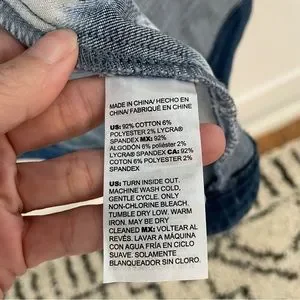 MADE IN CHINA/ HECHO EN
CHINA/ FABRIQUÉ EN CHINE
US: 92% COTTON 6%
POLYESTER 2% LYCRA®
SPANDEX MX: 92%
ALGODÓN 6% POLIÉSTER 2%
LYCRA® SPANDEX CA: 92%
COTON 6% POLYESTER 2%
SPANDEX
US: TURN INSIDE OUT.
MACHINE WASH COLD,
GENTLE CYCLE. ONLY
NON-CHLORINE BLEACH,
TUMBLE DRY LOW. WARM
IRON. MAY BE DRY
CLEANED MX: VOLTEAR AL
REVÉS. LAVAR A MÁQUINA
CON AGUA FRÍA EN CICLO
SUAVE. SOLAMENTE
BLANQUEADOR SIN CLORO.